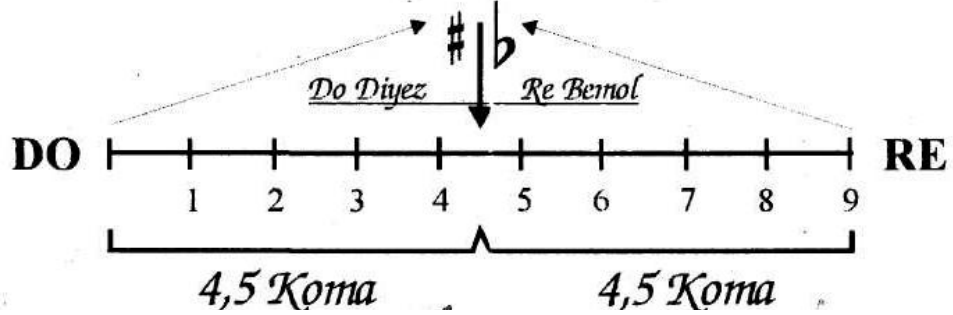 ♯ ♭
Do Diyez Re Bemol
DO RE
1 2 3 4 5 6 7 8 9
4,5 Koma 4,5 Koma